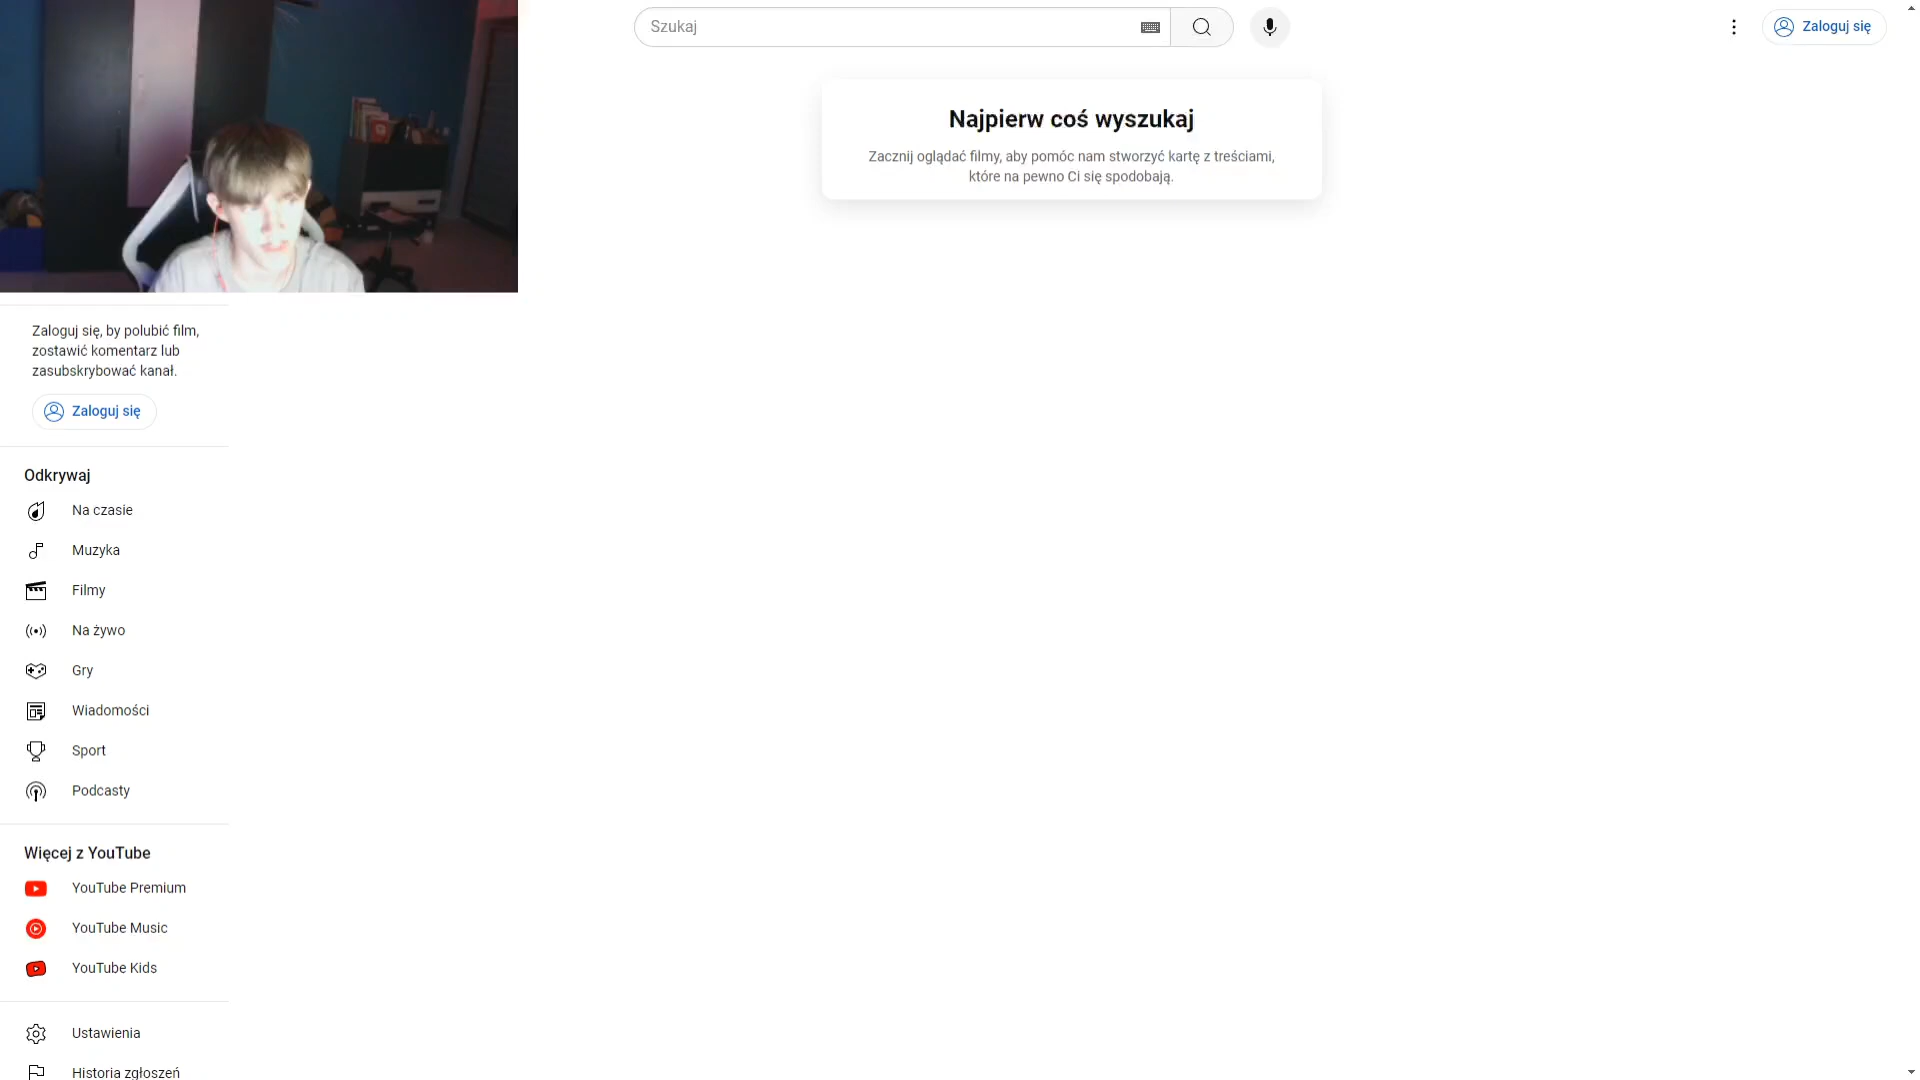 Szukaj
Zaloguj się
Najpierw coś wyszukaj
Zacznij oglądać filmy, aby pomóc nam stworzyć kartę z treściami,
które na pewno Ci się spodobają.
Zaloguj się, by polubić film,
zostawić komentarz lub
zasubskrybować kanał.
Zaloguj się
Odkrywaj
Na czasie
Muzyka
Filmy
Na żywo
Gry
Wiadomości
Sport
Podcasty
Więcej z YouTube
YouTube Premium
YouTube Music
YouTube Kids
Ustawienia
Historia zgłoszeń